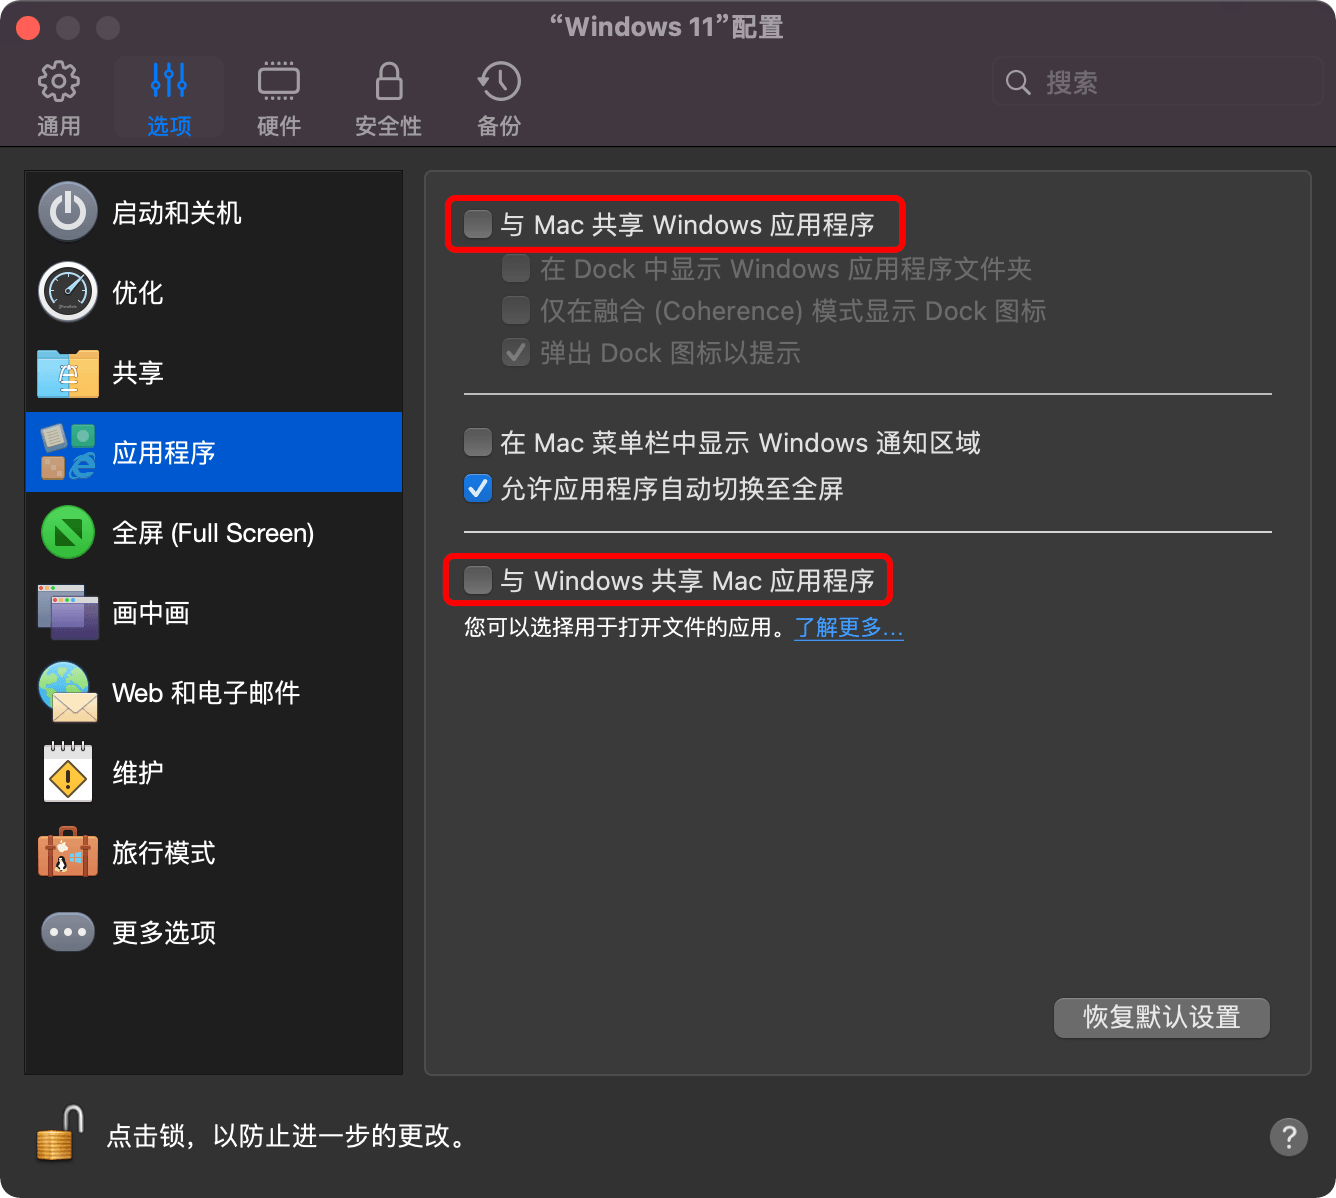 “Windows 11”配置
通用
选项
硬件
安全性
备份
搜索
启动和关机
优化
共享
应用程序
全屏 (Full Screen)
画中画
Web 和电子邮件
维护
旅行模式
更多选项
与 Mac 共享 Windows 应用程序
在 Dock 中显示 Windows 应用程序文件夹
仅在融合 (Coherence) 模式显示 Dock 图标
弹出 Dock 图标以提示
在 Mac 菜单栏中显示 Windows 通知区域
允许应用程序自动切换至全屏
与 Windows 共享 Mac 应用程序
您可以选择用于打开文件的应用。了解更多…
恢复默认设置
点击锁，以防止进一步的更改。
?